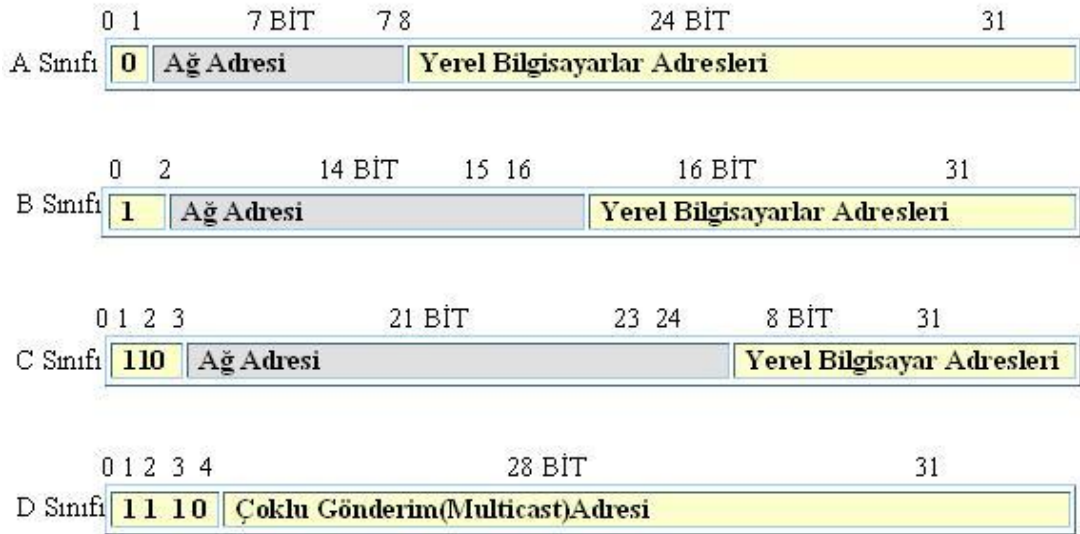 0 1 7 BİT 7 8 24 BİT 31
A Sınıfı 0 Ağ Adresi Yerel Bilgisayarlar Adresleri
0 2 14 BİT 15 16 16 BİT 31
B Sınıfı 1 Ağ Adresi Yerel Bilgisayarlar Adresleri
0 1 2 3 21 BİT 23 24 8 BİT 31
C Sınıfı 110 Ağ Adresi Yerel Bilgisayar Adresleri
0 1 2 3 4 28 BİT 31
D Sınıfı 11 10 Çoklu Gönderim(Multicast)Adresi